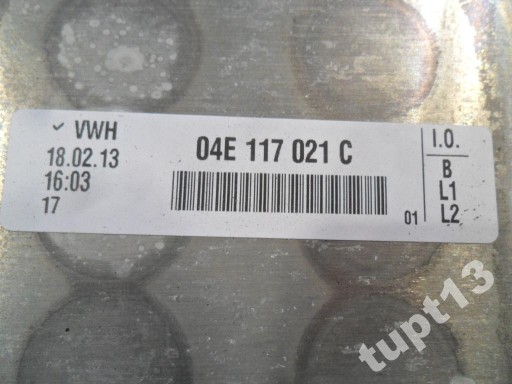 ✓ VWH
18.02.13
16:03
17
04E 117 021 C
01
I.O.
B
L1
L2
tupt13